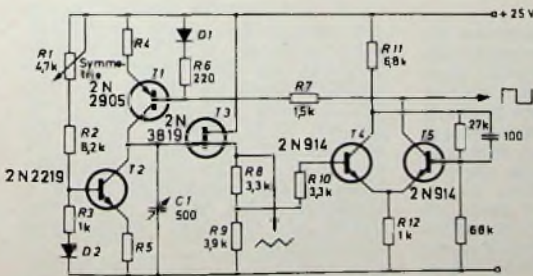 + 25 V
R1
4,7k
Symme-
trie
R2
8,2k
2N2219
R3
1k
D2
R4
T1
2N
2905
T2
R5
C1
500
D1
R6
220
T3
2N
3819
R7
1,5k
R8
3,3k
R9
3,9k
R10
3,3k
R11
6,8k
2N914
T4
T5
2N914
27k
100
R12
1k
68k